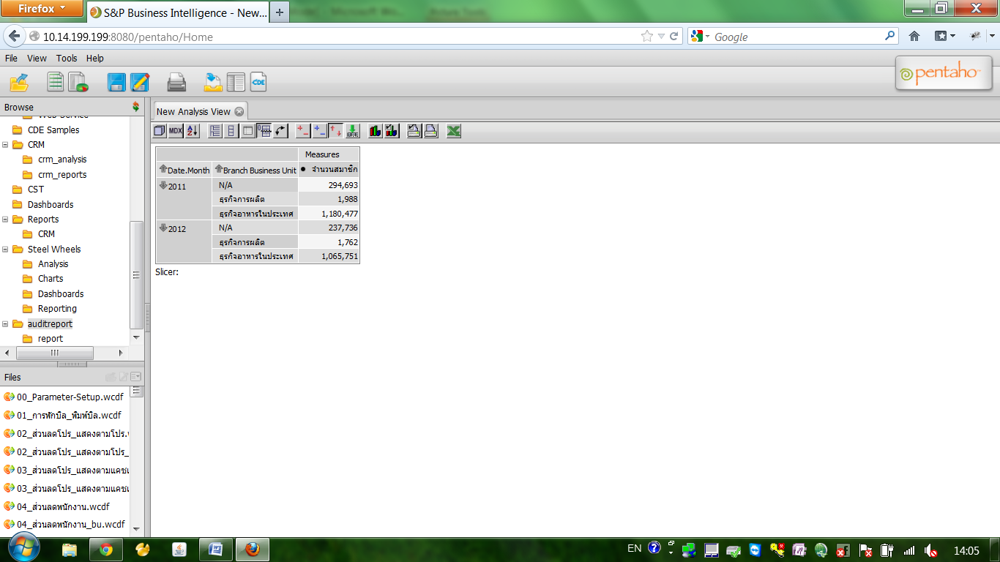 Firefox
S&P Business Intelligence - New...
10.14.199.199:8080/pentaho/Home
Google
File View Tools Help
pentaho
CDE
Browse
New Analysis View
CDE Samples
CRM
crm_analysis
crm_reports
CST
Dashboards
Reports
CRM
Steel Wheels
Analysis
Charts
Dashboards
Reporting
auditreport
report
MDX
Measures
Date.Month Branch Business Unit จำนวนสมาชิก
2011 N/A 294,693
ธุรกิจการผลิต 1,988
ธุรกิจอาหารในประเทศ 1,180,477
2012 N/A 237,736
ธุรกิจการผลิต 1,762
ธุรกิจอาหารในประเทศ 1,065,751
Slicer:
Files
00_Parameter-Setup.wcdf
01_การพักบิล_พิมพ์บิล.wcdf
02_ส่วนลดโปร_แสดงตามโปร.
02_ส่วนลดโปร_แสดงตามโปร_
03_ส่วนลดโปร_แสดงตามแคชเ
03_ส่วนลดโปร_แสดงตามแคชเ
04_ส่วนลดพนักงาน.wcdf
04_ส่วนลดพนักงาน_bu.wcdf
EN
14:05